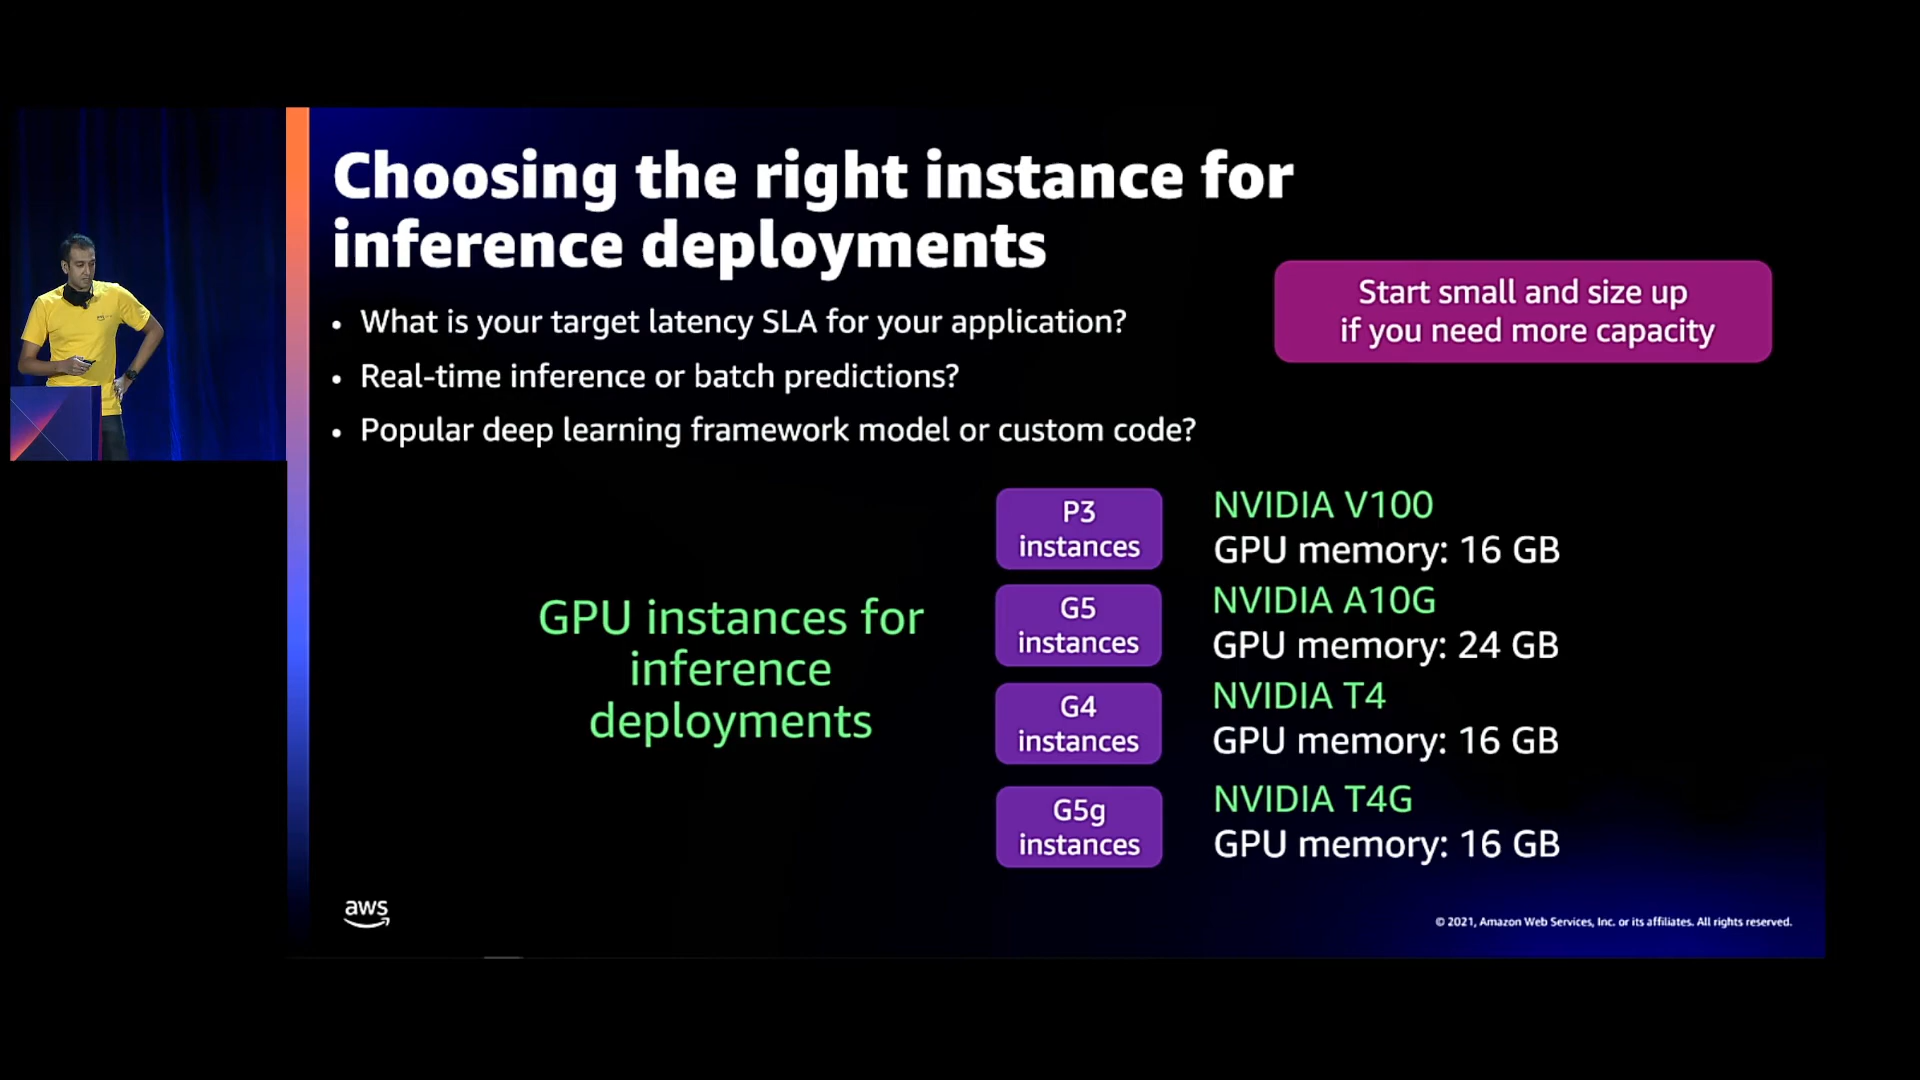 Choosing the right instance for
inference deployments
Start small and size up
if you need more capacity
• What is your target latency SLA for your application?
• Real-time inference or batch predictions?
• Popular deep learning framework model or custom code?
GPU instances for
inference
deployments
P3
instances
NVIDIA V100
GPU memory: 16 GB
G5
instances
NVIDIA A10G
GPU memory: 24 GB
G4
instances
NVIDIA T4
GPU memory: 16 GB
G5g
instances
NVIDIA T4G
GPU memory: 16 GB
aws
© 2021, Amazon Web Services, Inc. or its affiliates. All rights reserved.